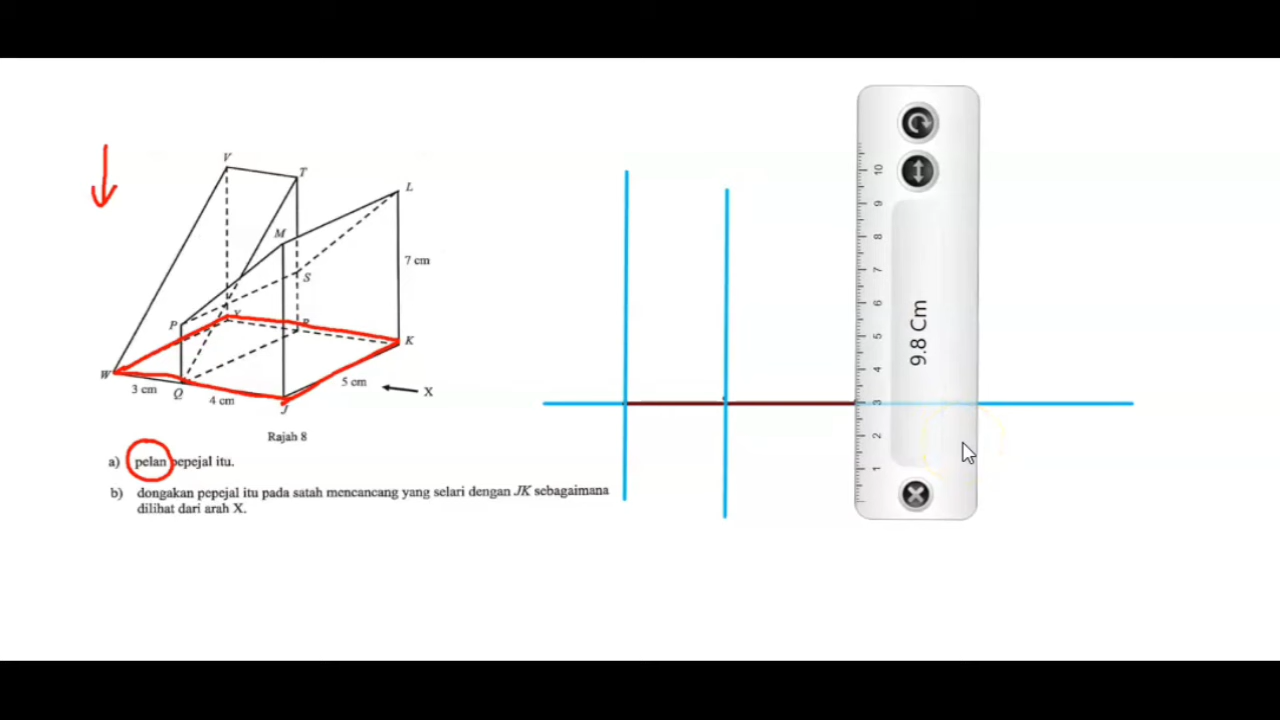 V
T
L
M
7 cm
S
P
Y
R
K
W
3 cm
Q
4 cm
5 cm
X
J
Rajah 8
a) pelan pepejal itu.
b) dongakan pepejal itu pada satah mencancang yang selari dengan JK sebagaimana
dilihat dari arah X.
10
9
8
7
6
5
4
3
2
1
9.8 Cm